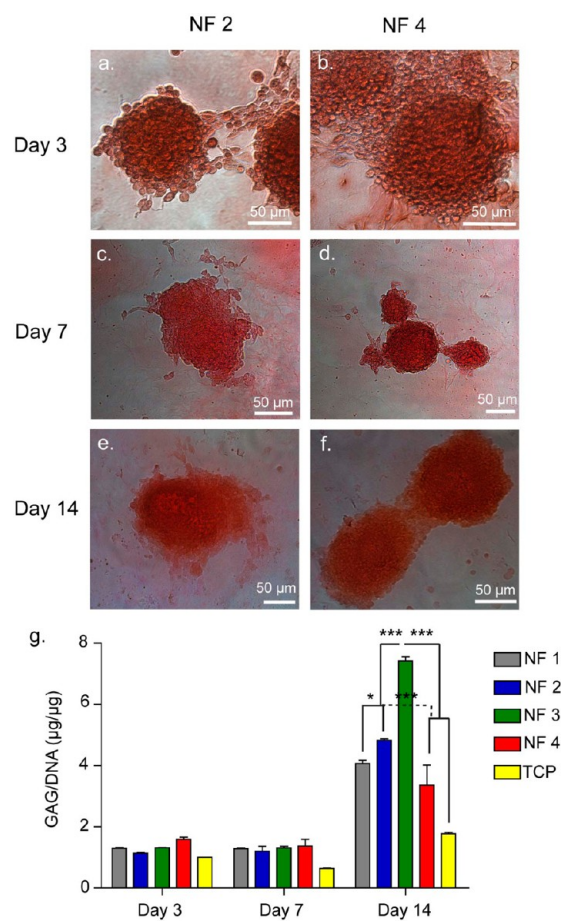 NF 2 NF 4
a. b.
Day 3
50 µm 50 µm
c. d.
Day 7
50 µm 50 µm
e. f.
Day 14
50 µm 50 µm
g.
8
6
4
2
0
GAG/DNA (µg/µg)
*** ***
* ***
NF 1
NF 2
NF 3
NF 4
TCP
Day 3 Day 7 Day 14